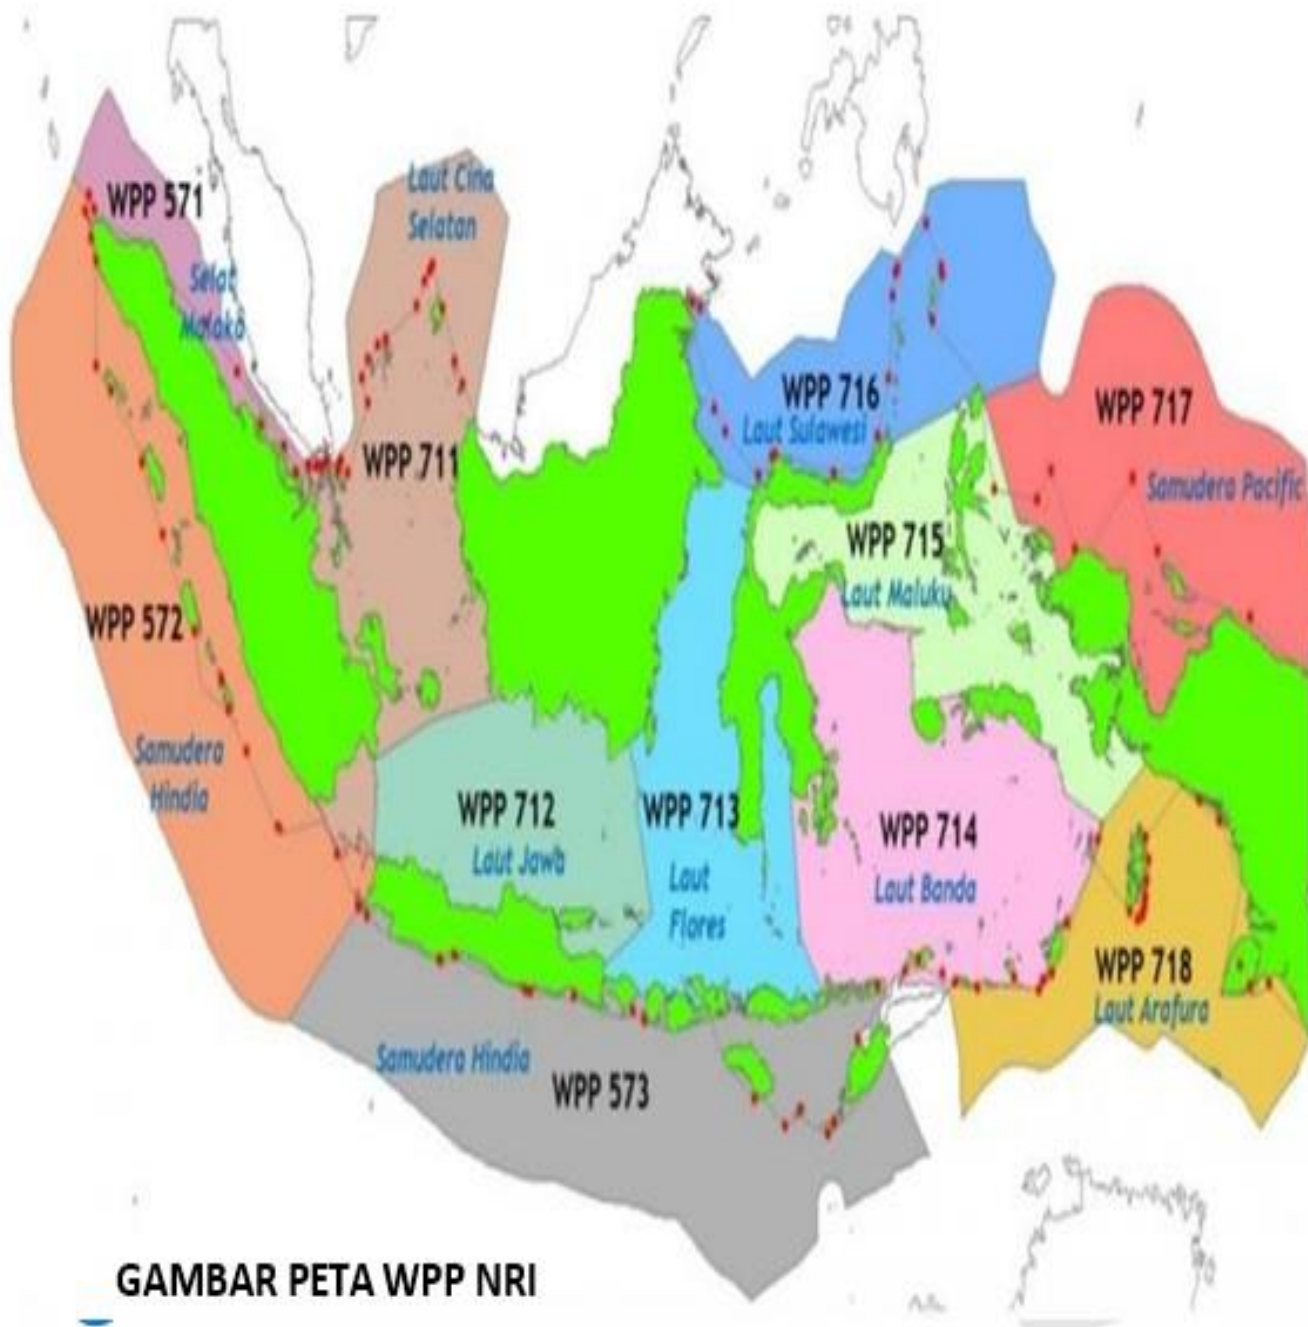 Laut Cina
Selatan
WPP 571
Selat
Malaka
WPP 716
Laut Sulawesi
WPP 717
Samudera Pacific
WPP 711
WPP 715
Laut Maluku
WPP 572
Samudera
Hindia
WPP 712
Laut Jawa
WPP 713
Laut
Flores
WPP 714
Laut Banda
WPP 718
Laut Arafura
Samudera Hindia
WPP 573
GAMBAR PETA WPP NRI